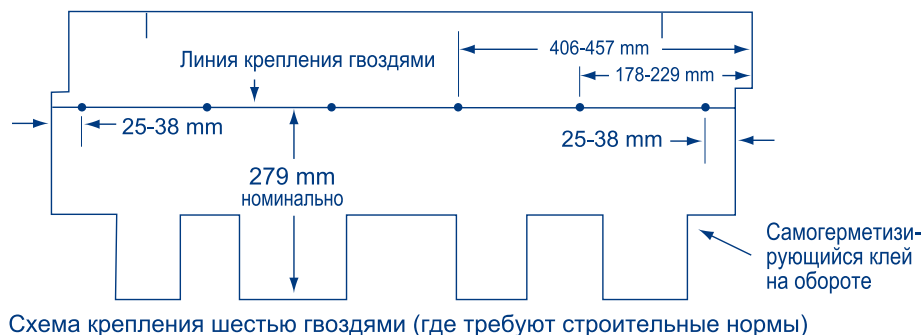 406-457 mm
Линия крепления гвоздями
178-229 mm
25-38 mm
25-38 mm
279 mm
номинально
Самогерметизи-
рующийся клей
на обороте
Схема крепления шестью гвоздями (где требуют строительные нормы)